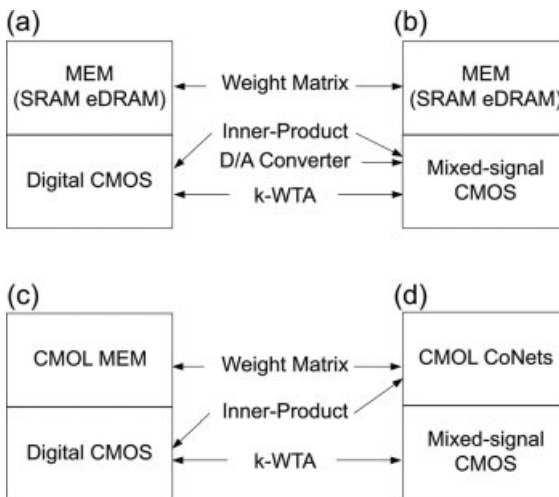 (a)
(b)
MEM
(SRAM eDRAM)
Weight Matrix
MEM
(SRAM eDRAM)
Inner-Product
D/A Converter
Digital CMOS
k-WTA
Mixed-signal
CMOS
(c)
(d)
CMOL MEM
Weight Matrix
CMOL CoNets
Inner-Product
Digital CMOS
k-WTA
Mixed-signal
CMOS